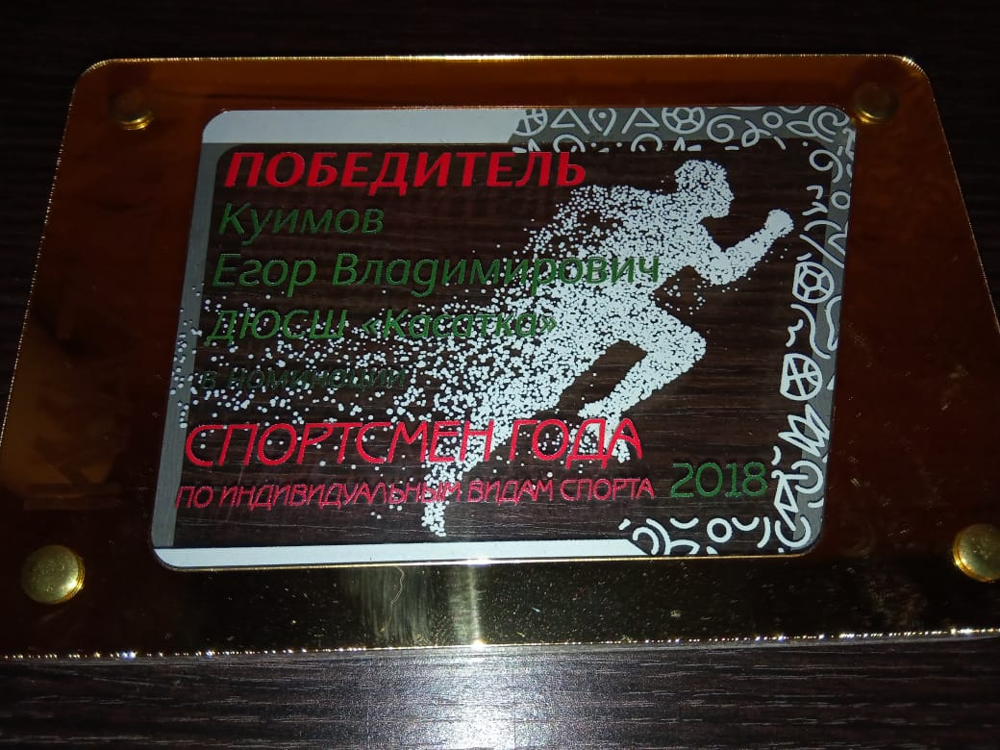 ПОБЕДИТЕЛЬ
Куимов
Егор Владимирович
ДЮСШ «Касатка»
в номинации
СПОРТСМЕН ГОДА
ПО ИНДИВИДУАЛЬНЫМ ВИДАМ СПОРТА 2018